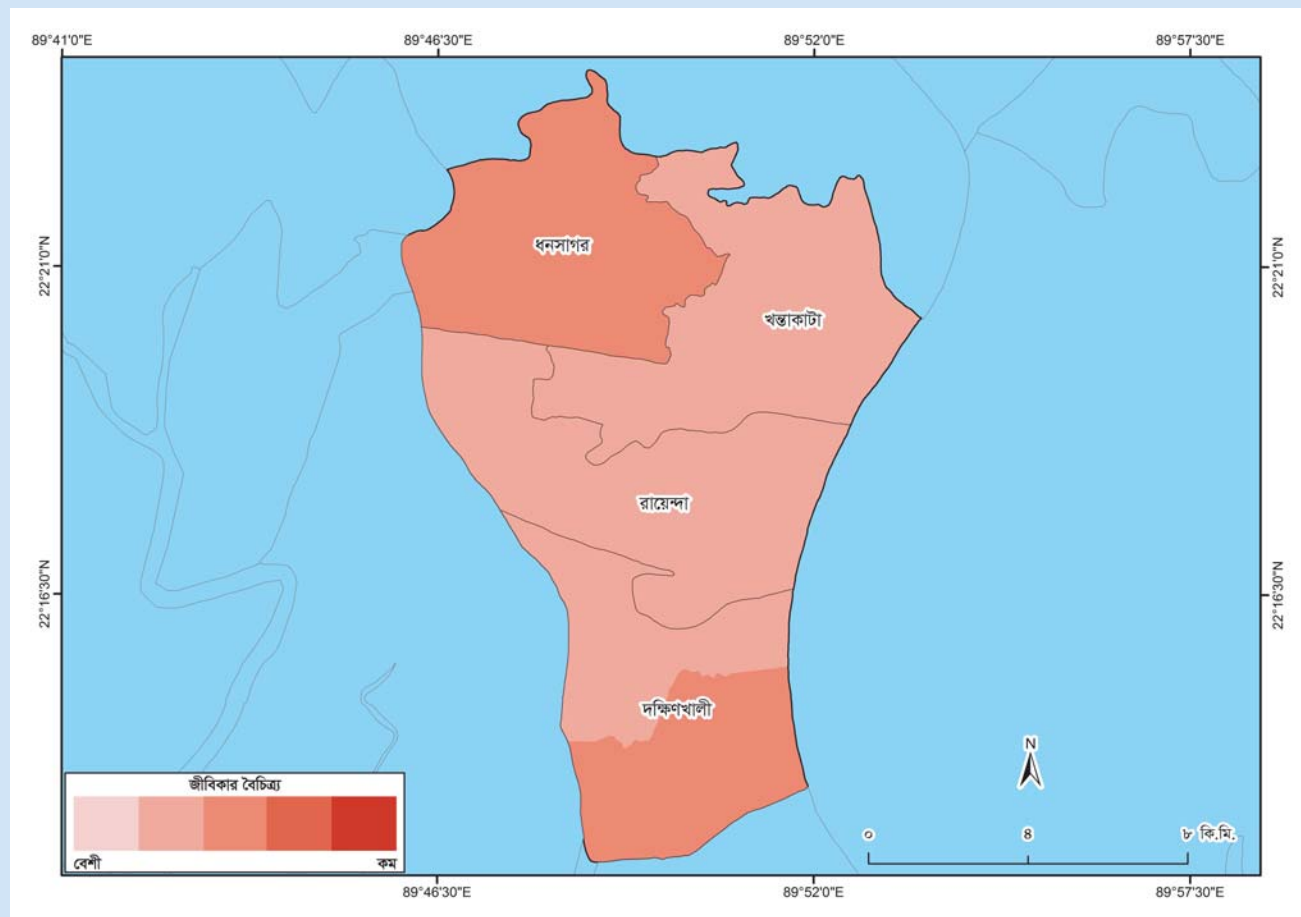 89°41'0"E 89°46'30"E 89°52'0"E 89°57'30"E
22°21'0"N 22°21'0"N
ধনসাগর
খন্তাকাটা
রায়েন্দা
22°16'30"N 22°16'30"N
দক্ষিণখালী
N
জীবিকার বৈচিত্র্য
বেশী কম
০ ৪ ৮ কি.মি.
89°46'30"E 89°52'0"E 89°57'30"E